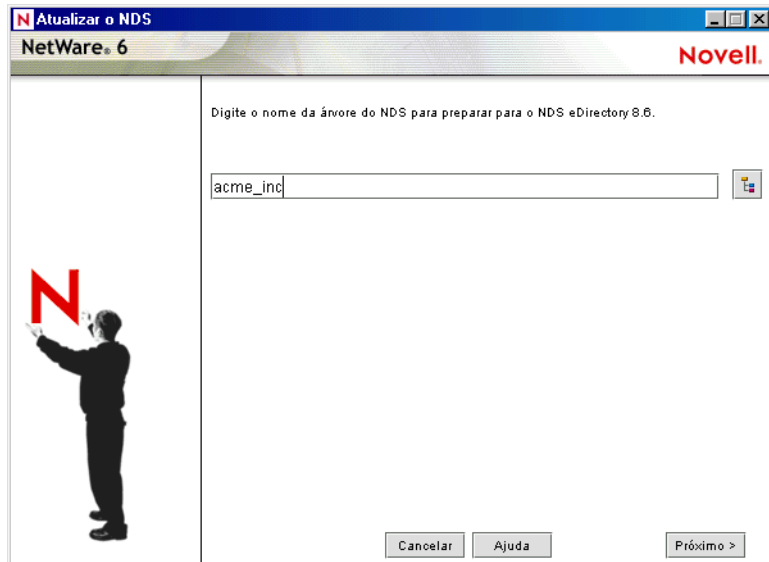 N Atualizar o NDS
NetWare® 6
Novell.
Digite o nome da árvore do NDS para preparar para o NDS eDirectory 8.6.
acme_inc
N
Cancelar Ajuda Próximo >